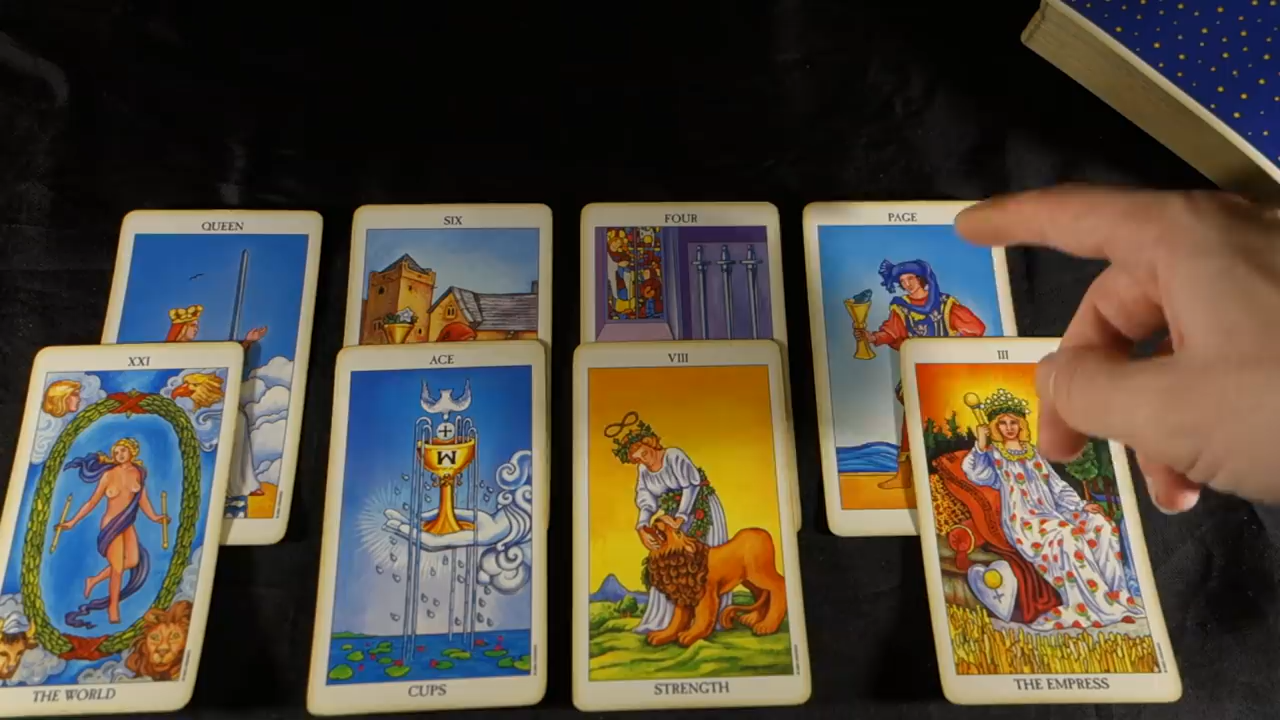 QUEEN
SIX
FOUR
PAGE
XXI
ACE
VIII
III
THE WORLD
CUPS
STRENGTH
THE EMPRESS